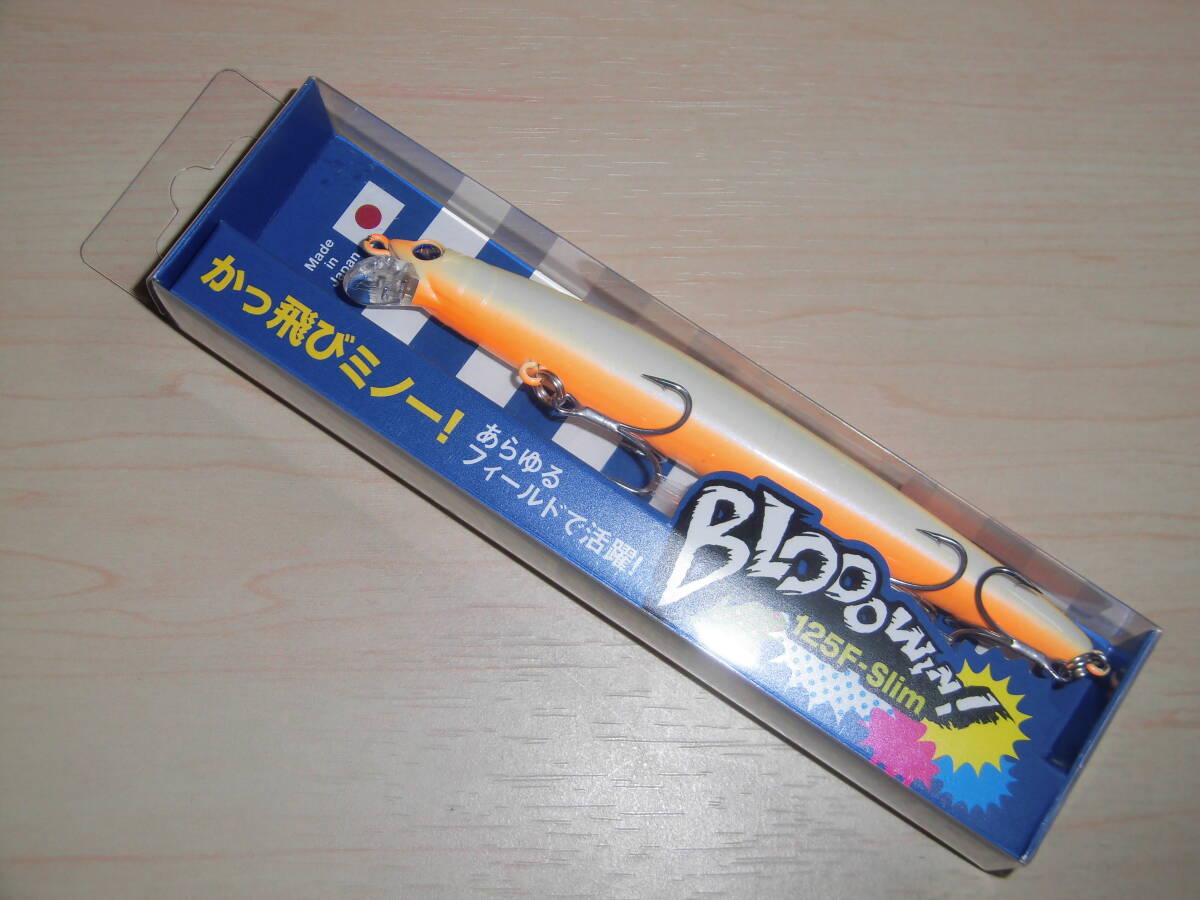 Made
in
Japan
かっ飛びミノー!
あらゆる
フィールドで活躍!
BLOOOWIN!
125F-Slim